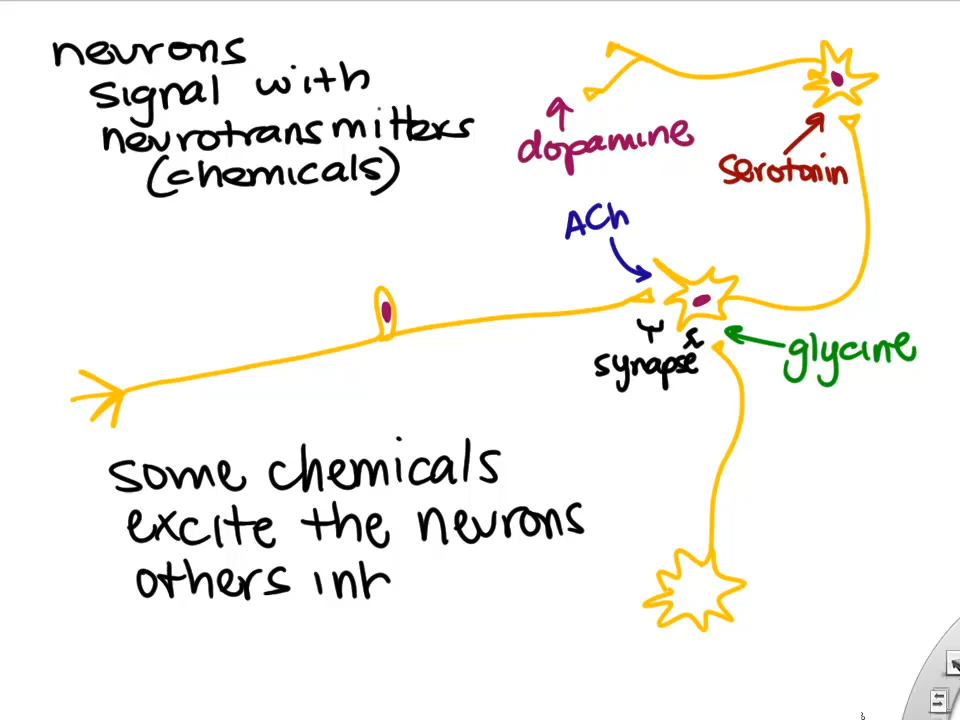 neurons
signal with
neurotransmitters
(chemicals)
dopamine
serotonin
ACh
synapse
glycine
some chemicals
excite the neurons
others inh